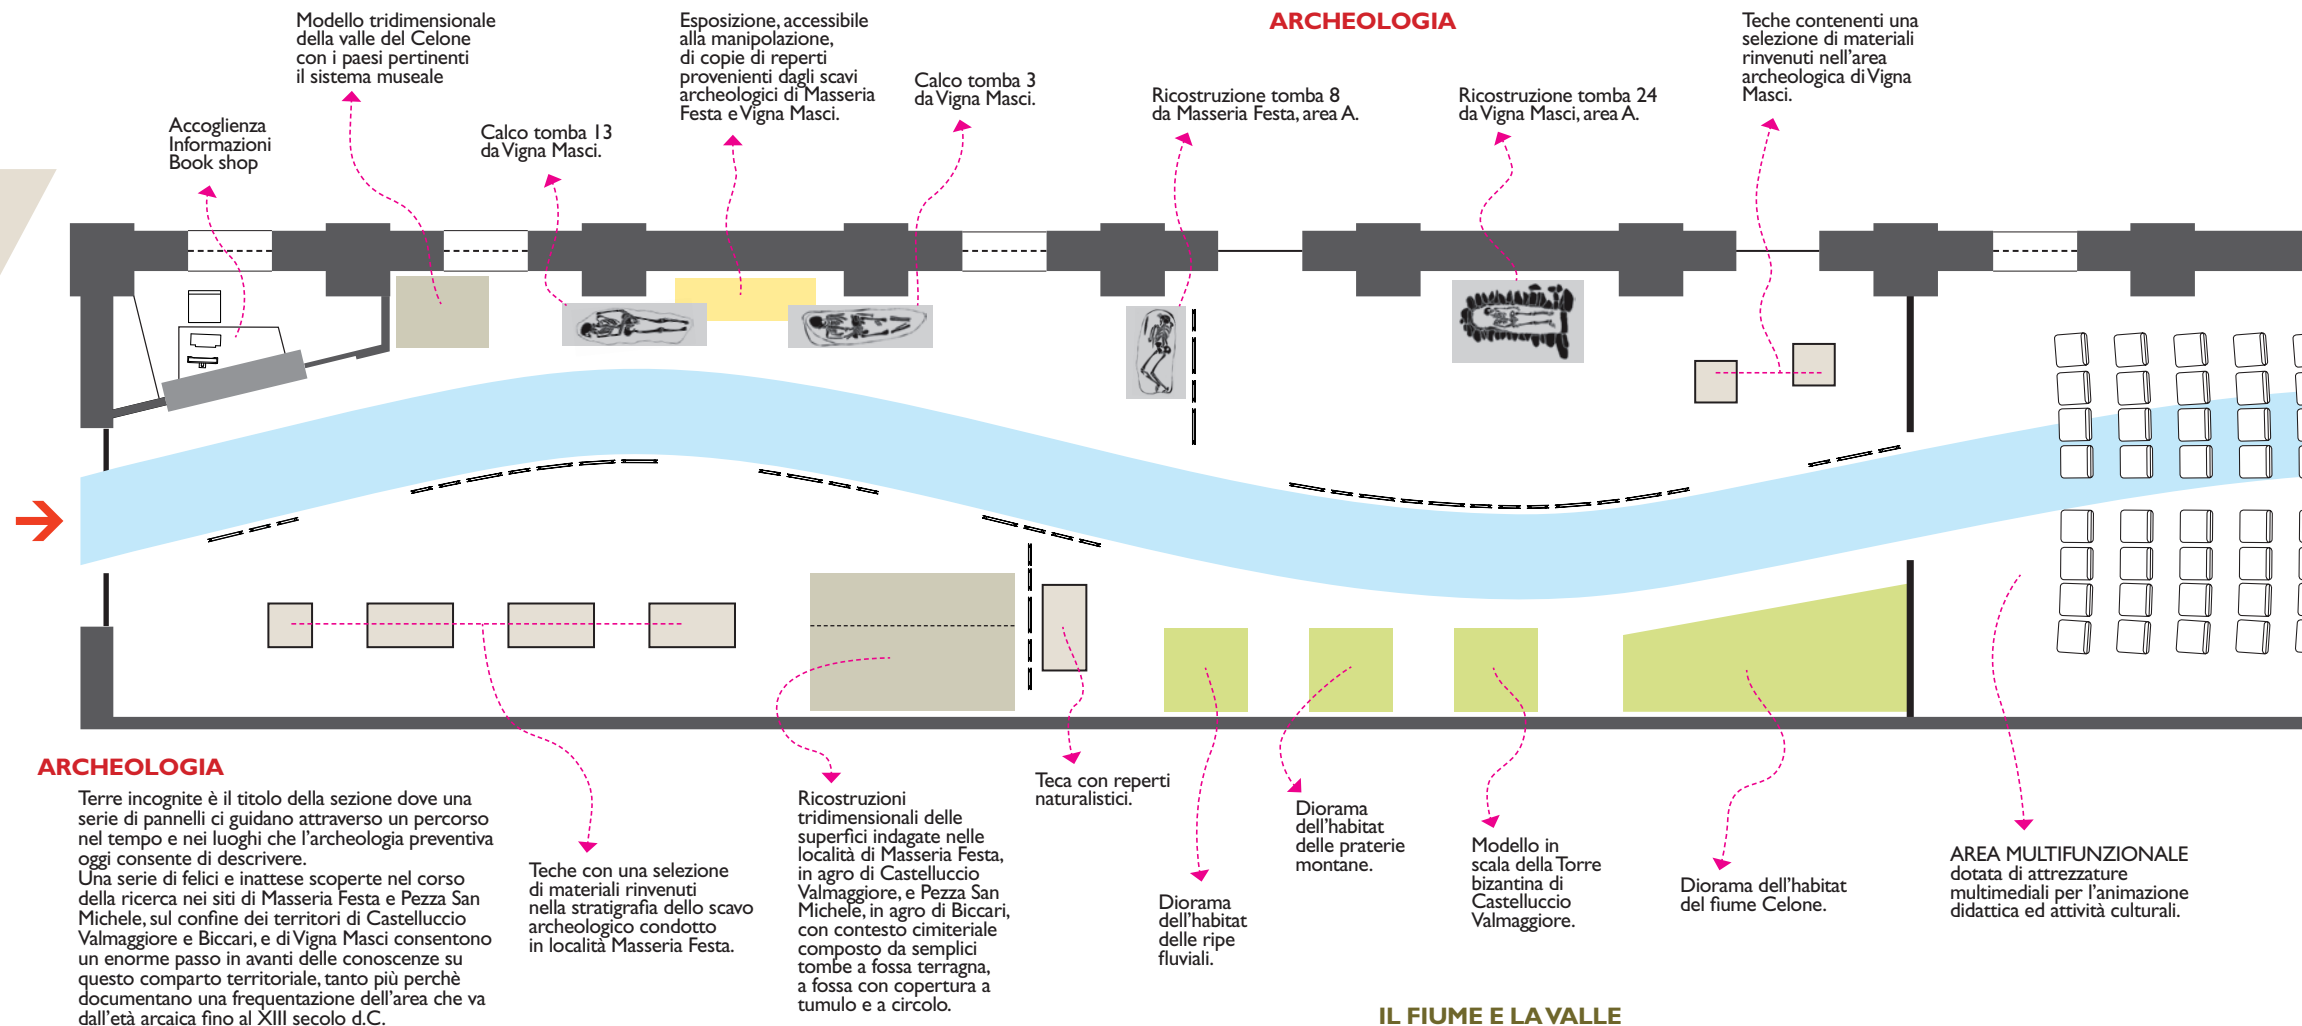 Modello tridimensionale
della valle del Celone
con i paesi pertinenti
il sistema museale
Esposizione, accessibile
alla manipolazione,
di copie di reperti
provenienti dagli scavi
archeologici di Masseria
Festa e Vigna Masci.
ARCHEOLOGIA
Teche contenenti una
selezione di materiali
rinvenuti nell'area
archeologica di Vigna
Masci.
Accoglienza
Informazioni
Book shop
Calco tomba 13
da Vigna Masci.
Calco tomba 3
da Vigna Masci.
Ricostruzione tomba 8
da Masseria Festa, area A.
Ricostruzione tomba 24
da Vigna Masci, area A.
ARCHEOLOGIA
Terre incognite è il titolo della sezione dove una
serie di pannelli ci guidano attraverso un percorso
nel tempo e nei luoghi che l'archeologia preventiva
oggi consente di descrivere.
Una serie di felici e inattese scoperte nel corso
della ricerca nei siti di Masseria Festa e Pezza San
Michele, sul confine dei territori di Castelluccio
Valmaggiore e Biccari, e di Vigna Masci consentono
un enorme passo in avanti delle conoscenze su
questo comparto territoriale, tanto più perchè
documentano una frequentazione dell'area che va
dall'età arcaica fino al XIII secolo d.C.
Teche con una selezione
di materiali rinvenuti
nella stratigrafia dello scavo
archeologico condotto
in località Masseria Festa.
Ricostruzioni
tridimensionali delle
superfici indagate nelle
località di Masseria Festa,
in agro di Castelluccio
Valmaggiore, e Pezza San
Michele, in agro di Biccari,
con contesto cimiteriale
composto da semplici
tombe a fossa terragna,
a fossa con copertura a
tumulo e a circolo.
Teca con reperti
naturalistici.
Diorama
dell'habitat
delle ripe
fluviali.
Diorama
dell'habitat
delle praterie
montane.
Modello in
scala della Torre
bizantina di
Castelluccio
Valmaggiore.
Diorama dell'habitat
del fiume Celone.
AREA MULTIFUNZIONALE
dotata di attrezzature
multimediali per l'animazione
didattica ed attività culturali.
IL FIUME E LA VALLE